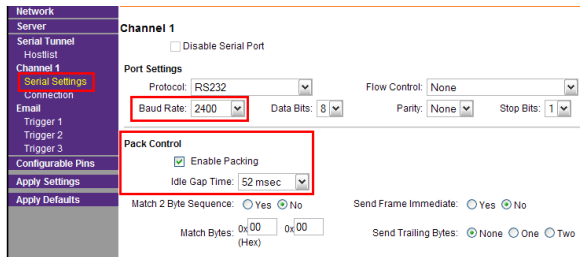 Network
Server
Serial Tunnel
Hostlist
Channel 1
Serial Settings
Connection
Email
Trigger 1
Trigger 2
Trigger 3
Configurable Pins
Apply Settings
Apply Defaults
Channel 1
Disable Serial Port
Port Settings
Protocol: RS232 Flow Control: None
Baud Rate: 2400 Data Bits: 8 Parity: None Stop Bits: 1
Pack Control
Enable Packing
Idle Gap Time: 52 msec
Match 2 Byte Sequence: Yes No Send Frame Immediate: Yes No
Match Bytes: 0x 00 0x 00 Send Trailing Bytes: None One Two
(Hex)